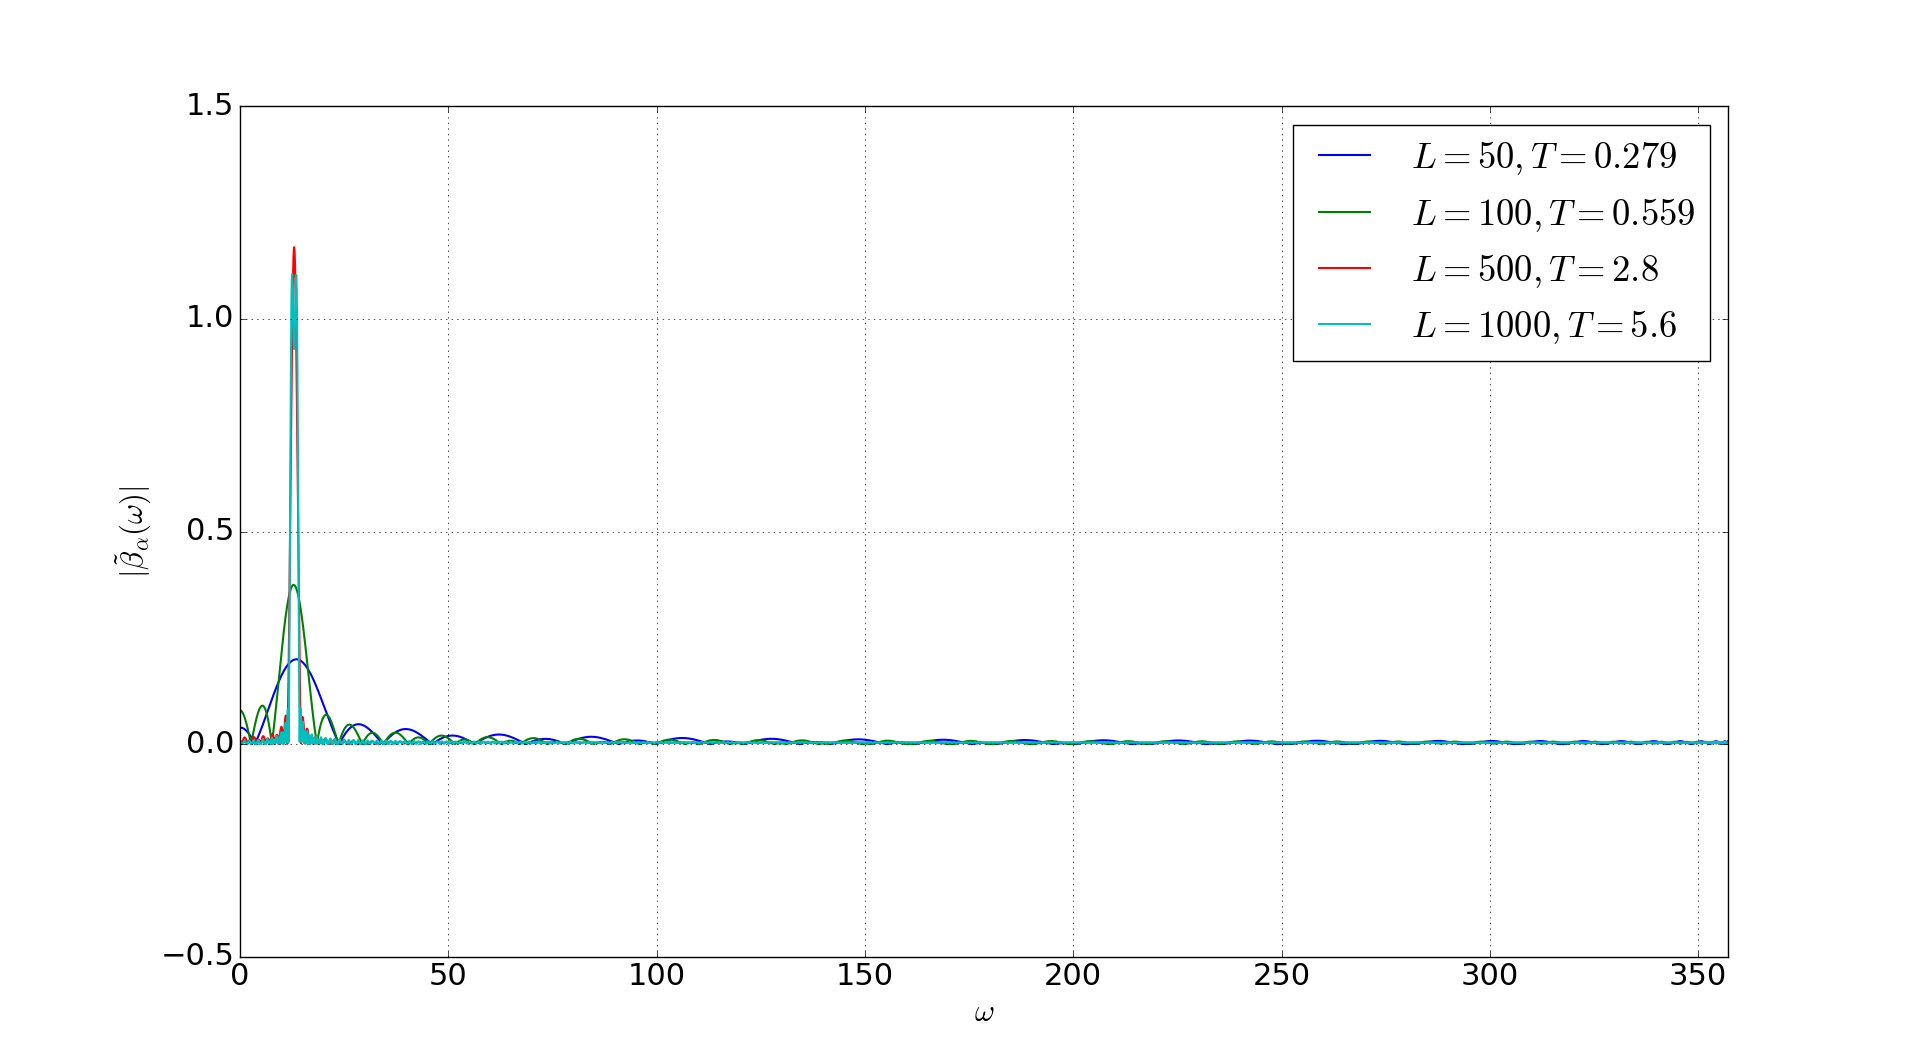 1.5
1.0
0.5
0.0
−0.5
0 50 100 150 200 250 300 350
ω
|β̃α(ω)|
L = 50, T = 0.279
L = 100, T = 0.559
L = 500, T = 2.8
L = 1000, T = 5.6